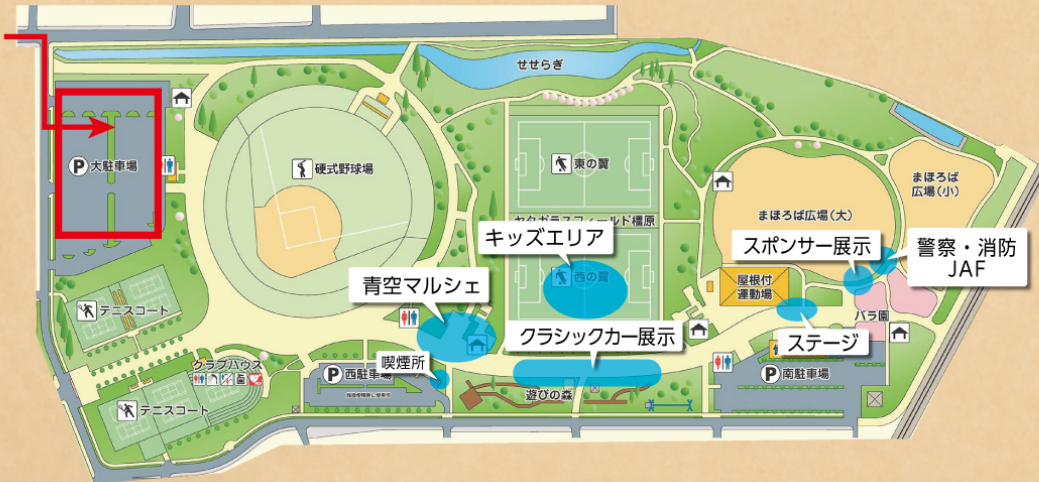 せせらぎ
P 大駐車場
硬式野球場
東の翼
ヤタガラスフィールド橿原
西の翼
まほろば
広場(小)
まほろば広場(大)
キッズエリア
スポンサー展示
警察・消防
JAF
青空マルシェ
屋根付
運動場
テニスコート
バラ園
クラシックカー展示
ステージ
喫煙所
クラブハウス
P 西駐車場
P 南駐車場
遊びの森
テニスコート